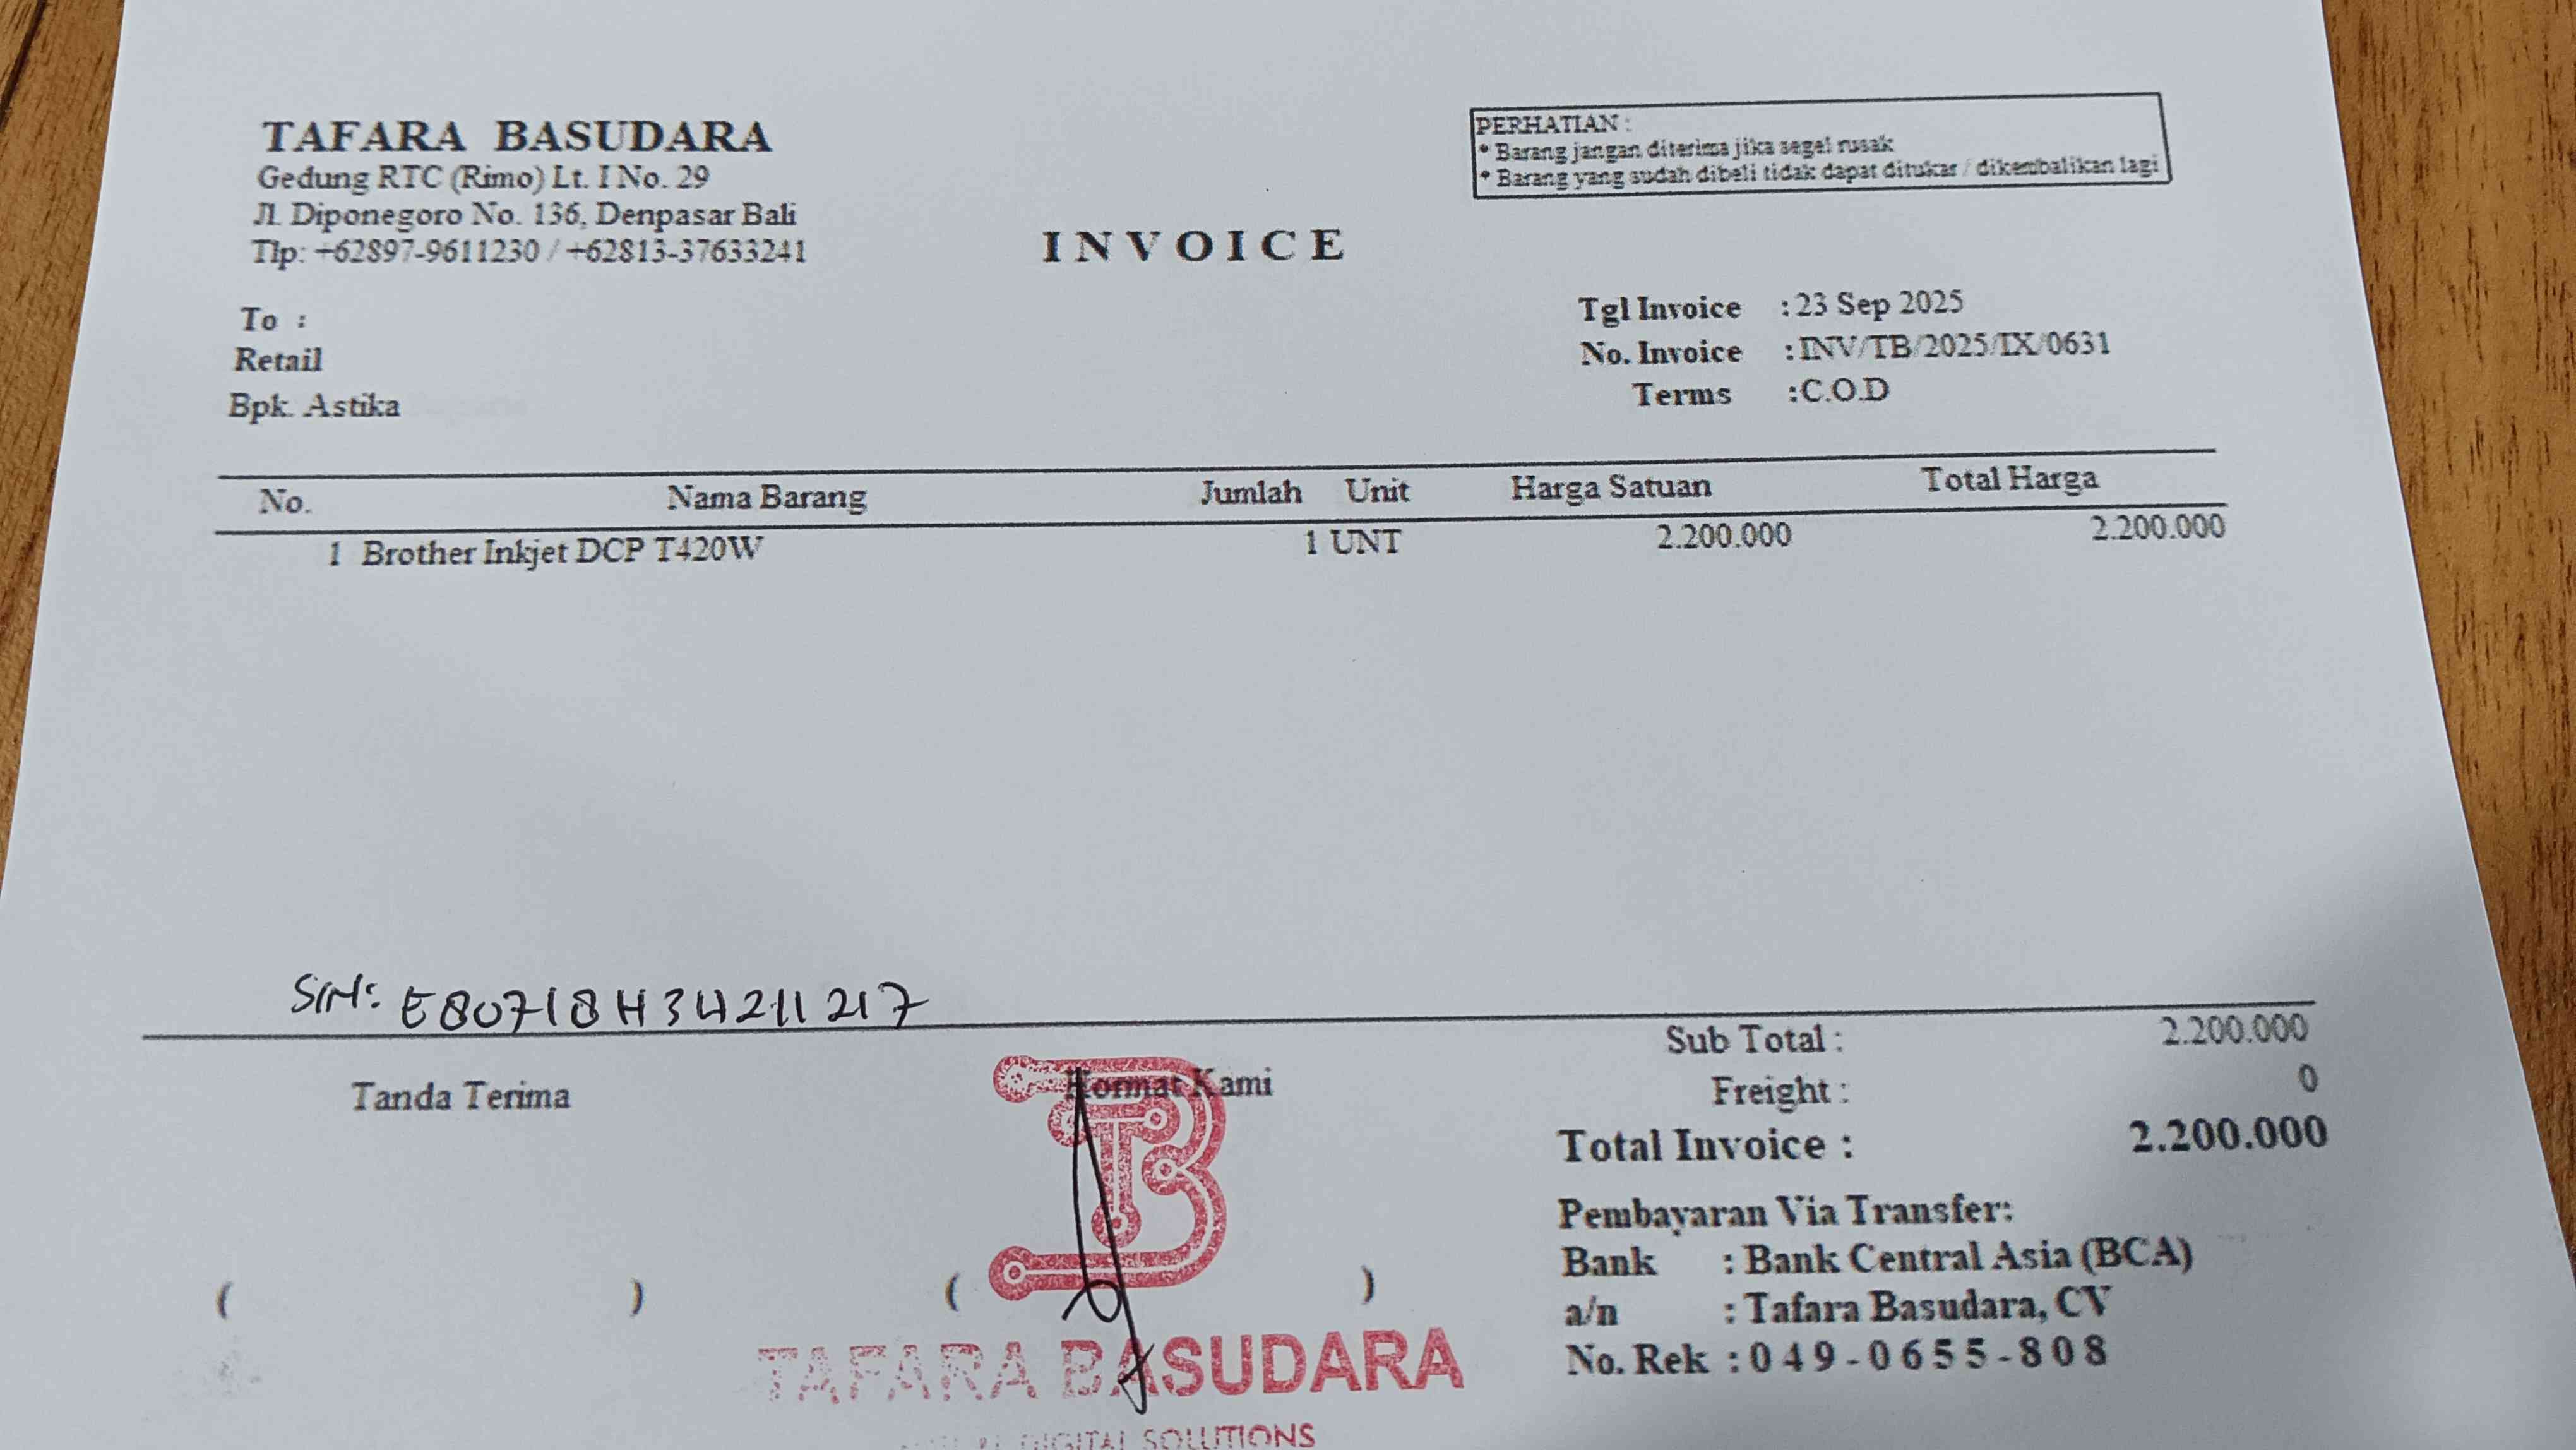 TAFARA BASUDARA
Gedung RTC (Rimo) Lt. I No. 29
Jl. Diponegoro No. 136, Denpasar Bali
Tlp: +62897-9611230 / +62813-37633241
PERHATIAN :
* Barang jangan diterima jika segel rusak
* Barang yang sudah dibeli tidak dapat ditukar / dikembalikan lagi
INVOICE
To :
Retail
Bpk. Astika
Tgl Invoice : 23 Sep 2025
No. Invoice : INV/TB/2025/IX/0631
Terms : C.O.D
No. Nama Barang Jumlah Unit Harga Satuan Total Harga
1 Brother Inkjet DCP T420W 1 UNT 2.200.000 2.200.000
S/N: E80718H34211217
Sub Total : 2.200.000
Freight : 0
Total Invoice : 2.200.000
Tanda Terima
Hormat Kami
( )
( )
TB
TAFARA BASUDARA
DIGITAL SOLUTIONS
Pembayaran Via Transfer:
Bank : Bank Central Asia (BCA)
a/n : Tafara Basudara, CV
No. Rek : 049-0655-808